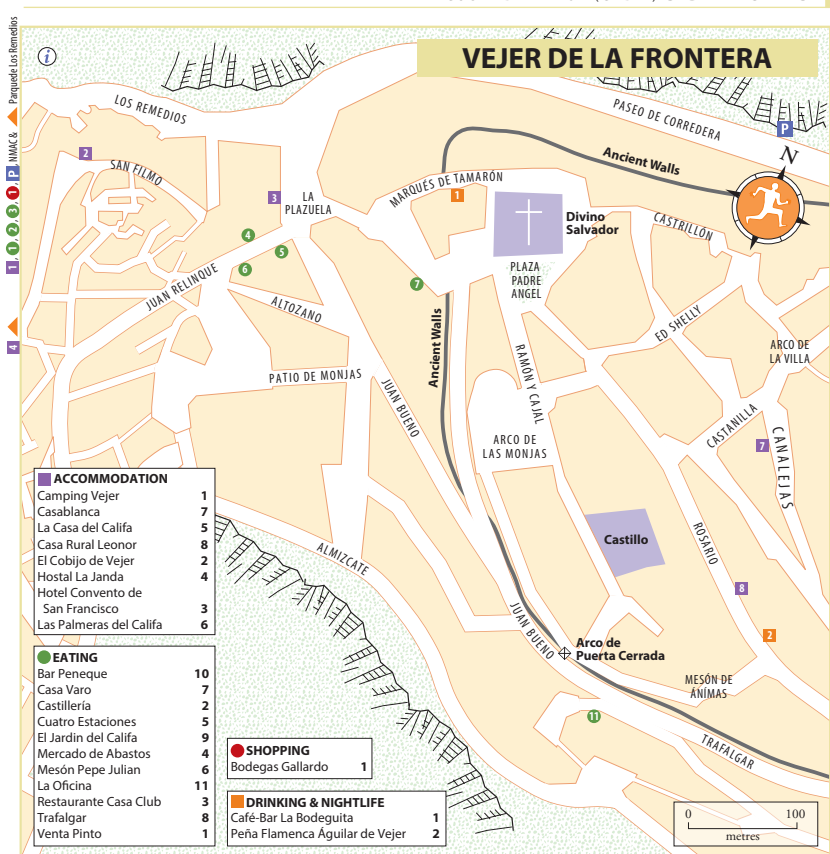 VEJER DE LA FRONTERA
i
LOS REMEDIOS
PASEO DE CORREDERA
P
N
Ancient Walls
2
SAN FILMO
3
LA
PLAZUELA
MARQUÉS DE TAMARÓN
1
Divino
Salvador
CASTRILLÓN
4
5
6
JUAN RELINQUE
7
PLAZA
PADRE
ANGEL
ALTOZANO
Ancient Walls
ED SHELLY
ARCO DE
LA VILLA
RAMÓN Y CAJAL
PATIO DE MONJAS
JUAN BUENO
CASTANILLA
7
CANALEJAS
ARCO DE
LAS MONJAS
Castillo
ROSARIO
ALMIZCATE
8
2
JUAN BUENO
Arco de
Puerta Cerrada
MESÓN DE
ÁNÍMAS
11
TRAFALGAR
1, 1, 2, 3, 1, P, NMAC & Parque de Los Remedios
4
ACCOMMODATION
Camping Vejer 1
Casablanca 7
La Casa del Califa 5
Casa Rural Leonor 8
El Cobijo de Vejer 2
Hostal La Janda 4
Hotel Convento de
San Francisco 3
Las Palmeras del Califa 6
EATING
Bar Peneque 10
Casa Varo 7
Castillería 2
Cuatro Estaciones 5
El Jardin del Califa 9
Mercado de Abastos 4
Mesón Pepe Julian 6
La Oficina 11
Restaurante Casa Club 3
Trafalgar 8
Venta Pinto 1
SHOPPING
Bodegas Gallardo 1
DRINKING & NIGHTLIFE
Café-Bar La Bodeguita 1
Peña Flamenca Águilar de Vejer 2
0 100
metres